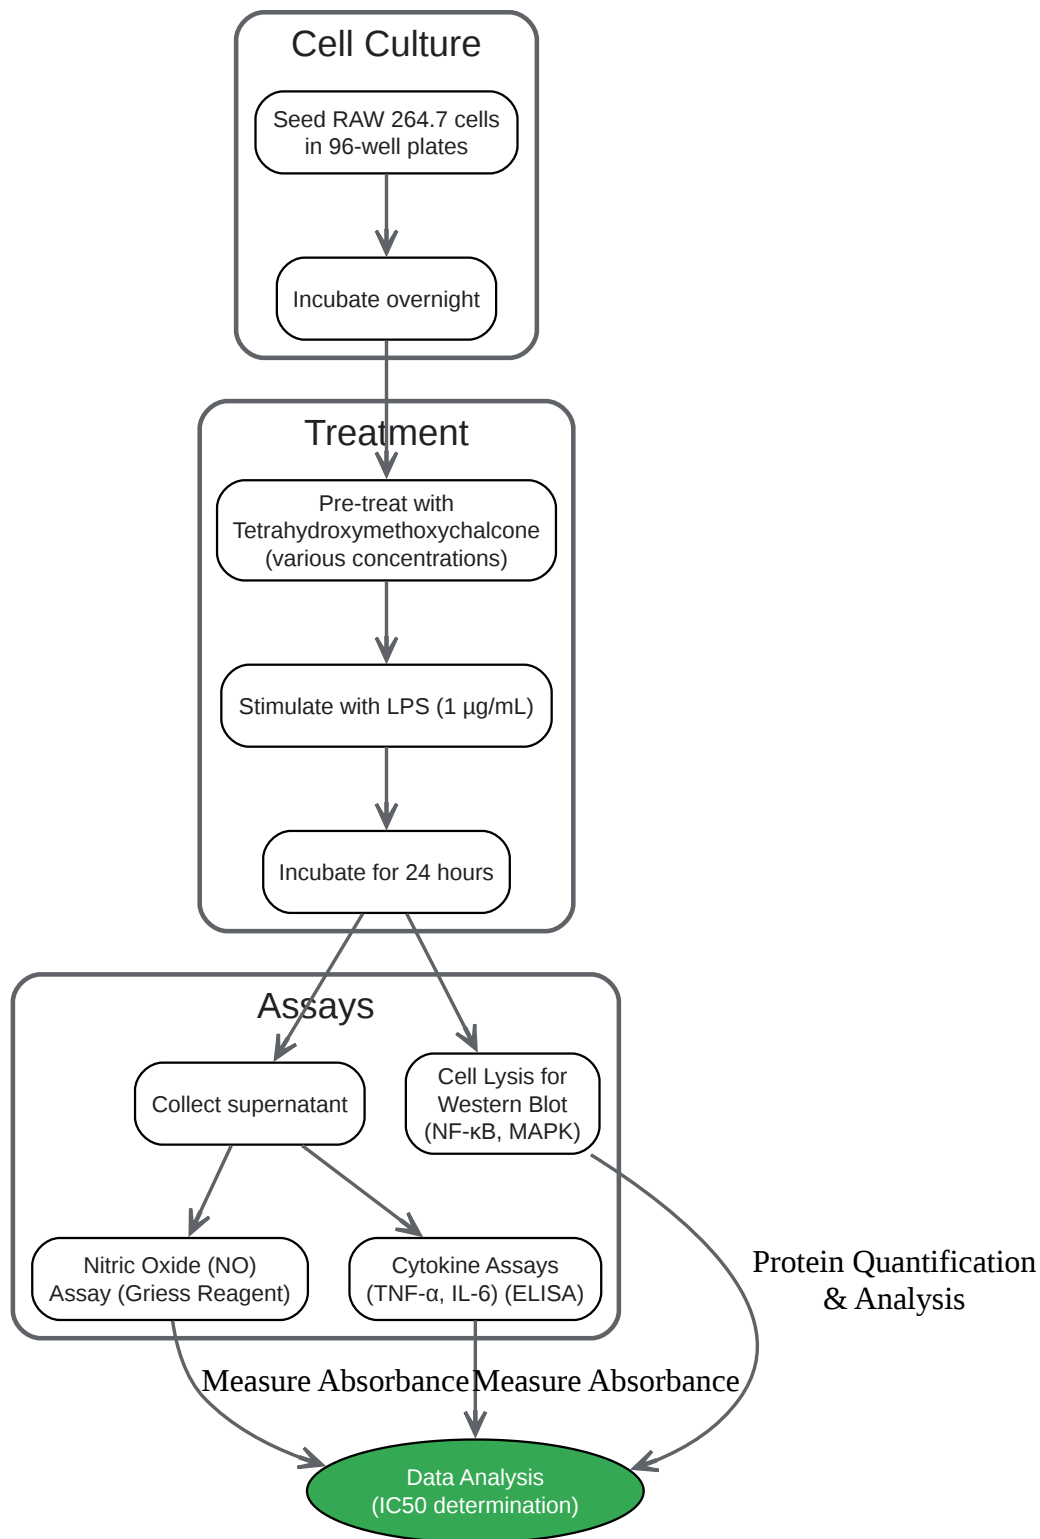 Cell Culture
Seed RAW 264.7 cells
in 96-well plates
Incubate overnight
Treatment
Pre-treat with
Tetrahydroxymethoxychalcone
(various concentrations)
Stimulate with LPS (1 µg/mL)
Incubate for 24 hours
Assays
Collect supernatant
Cell Lysis for
Western Blot
(NF-κB, MAPK)
Nitric Oxide (NO)
Assay (Griess Reagent)
Cytokine Assays
(TNF-α, IL-6) (ELISA)
Protein Quantification
& Analysis
Measure Absorbance
Measure Absorbance
Data Analysis
(IC50 determination)